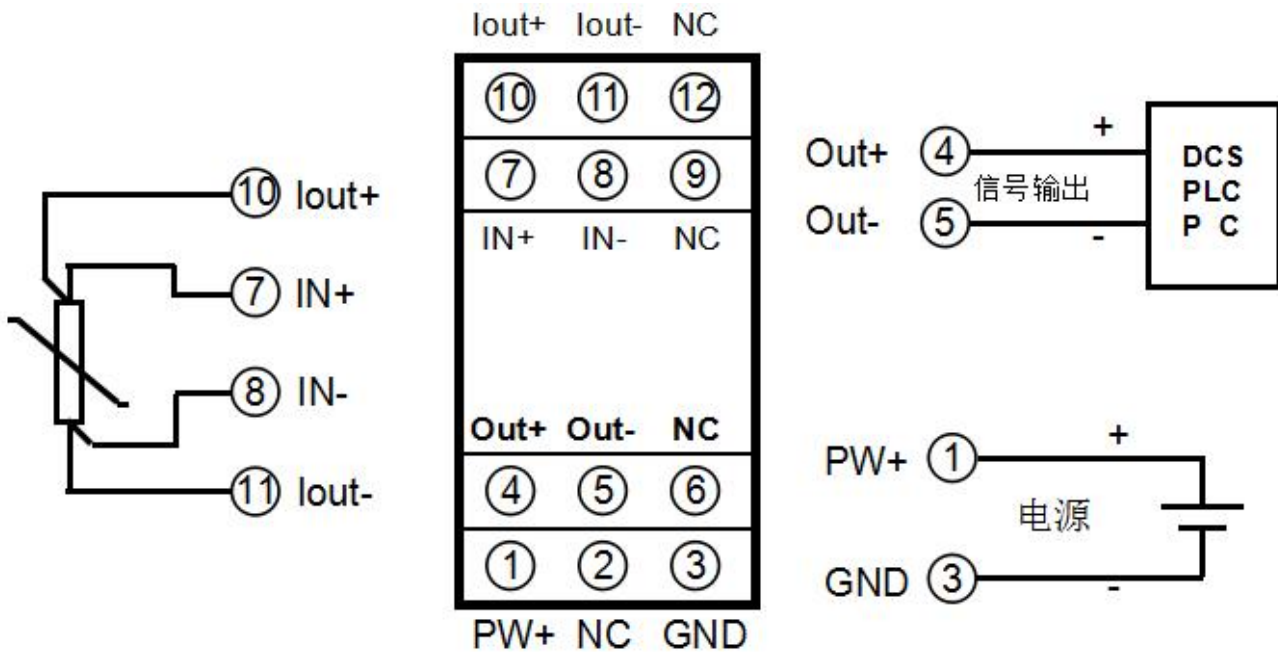 Iout+ Iout- NC
10 11 12
7 8 9
IN+ IN- NC
Out+ Out- NC
4 5 6
1 2 3
PW+ NC GND
10 Iout+
7 IN+
8 IN-
11 Iout-
Out+ 4 +
信号输出
Out- 5 -
DCS
PLC
P C
PW+ 1 +
电源
GND 3 -